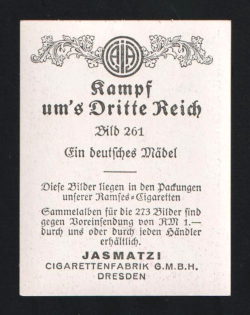 AJA
Kampf
um's Dritte Reich
Bild 261
Ein deutsches Mädel
Diese Bilder liegen in den Packungen
unserer Ramses-Cigaretten
Sammelalben für die 273 Bilder sind
gegen Voreinsendung von RM 1.—
durch uns oder durch jeden Händler
erhältlich.
JASMATZI
CIGARETTENFABRIK G.M.B.H.
DRESDEN